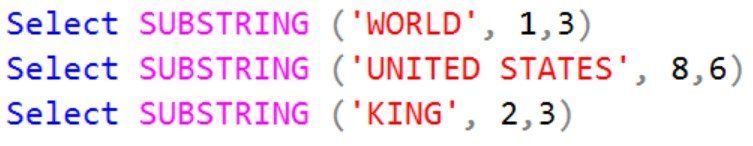 Select SUBSTRING ('WORLD', 1,3)
Select SUBSTRING ('UNITED STATES', 8,6)
Select SUBSTRING ('KING', 2,3)